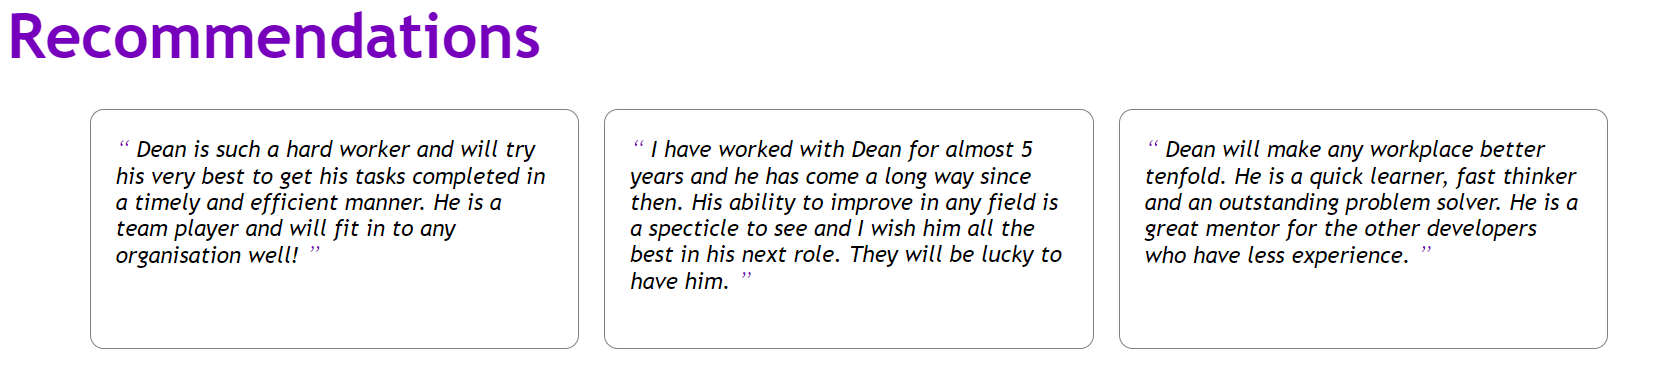 Recommendations
“ Dean is such a hard worker and will try
his very best to get his tasks completed in
a timely and efficient manner. He is a
team player and will fit in to any
organisation well! ”
“ I have worked with Dean for almost 5
years and he has come a long way since
then. His ability to improve in any field is
a specticle to see and I wish him all the
best in his next role. They will be lucky to
have him. ”
“ Dean will make any workplace better
tenfold. He is a quick learner, fast thinker
and an outstanding problem solver. He is a
great mentor for the other developers
who have less experience. ”